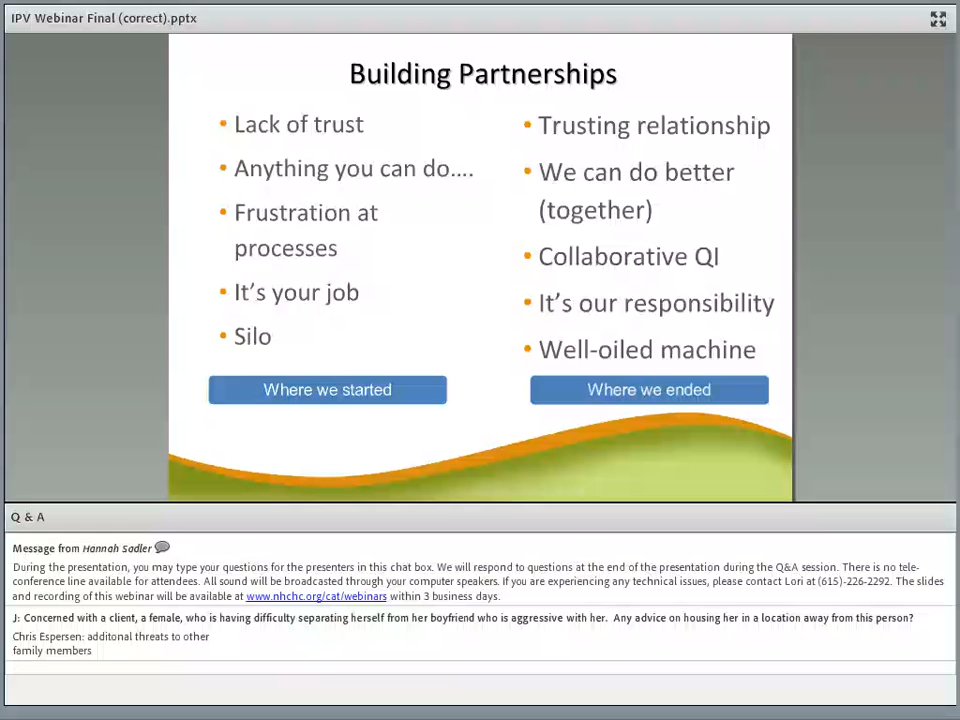 IPV Webinar Final (correct).pptx
Building Partnerships
• Lack of trust
• Anything you can do....
• Frustration at
processes
• It's your job
• Silo
Where we started
• Trusting relationship
• We can do better
(together)
• Collaborative QI
• It's our responsibility
• Well-oiled machine
Where we ended
Q & A
Message from Hannah Sadler
During the presentation, you may type your questions for the presenters in this chat box. We will respond to questions at the end of the presentation during the Q&A session. There is no tele-
conference line available for attendees. All sound will be broadcasted through your computer speakers. If you are experiencing any technical issues, please contact Lori at (615)-226-2292. The slides
and recording of this webinar will be available at www.nhchc.org/cat/webinars within 3 business days.
J: Concerned with a client, a female, who is having difficulty separating herself from her boyfriend who is aggressive with her. Any advice on housing her in a location away from this person?
Chris Espersen: additonal threats to other
family members